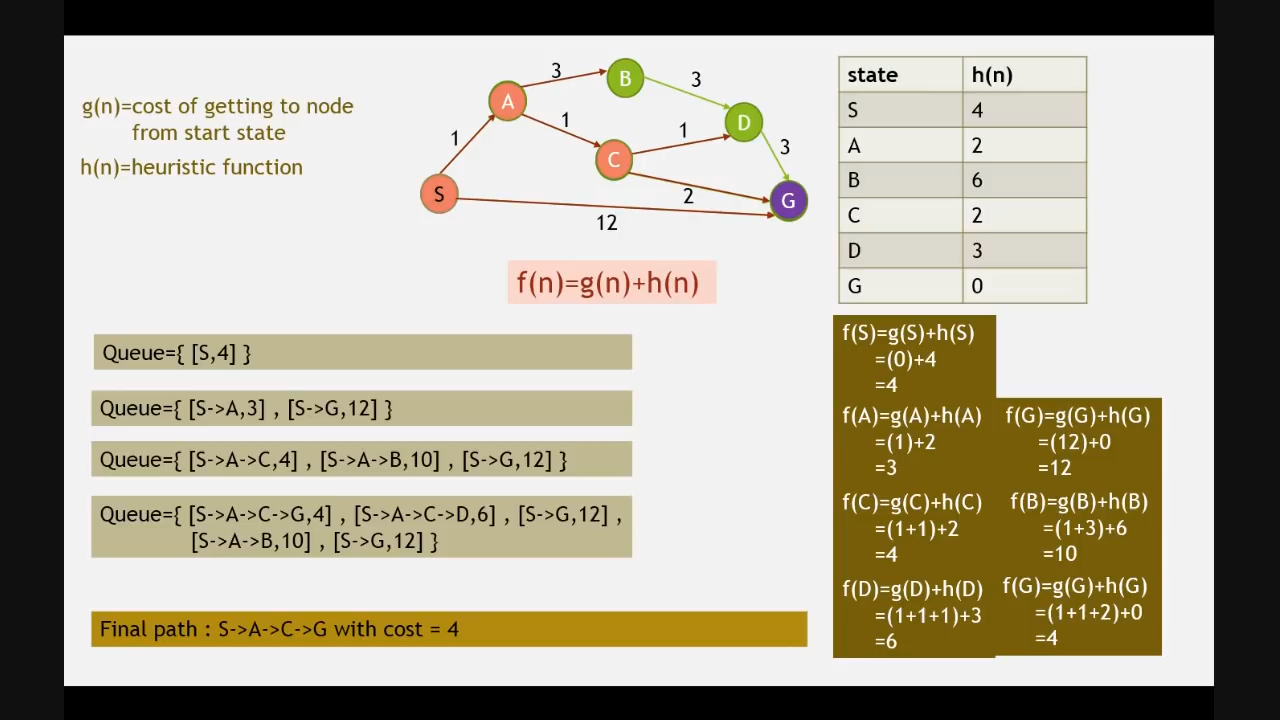 g(n)=cost of getting to node
from start state
h(n)=heuristic function
3
B
3
A
D
1
1
1
3
C
S
2
G
12
f(n)=g(n)+h(n)
state h(n)
S 4
A 2
B 6
C 2
D 3
G 0
Queue={ [S,4] }
Queue={ [S->A,3] , [S->G,12] }
Queue={ [S->A->C,4] , [S->A->B,10] , [S->G,12] }
Queue={ [S->A->C->G,4] , [S->A->C->D,6] , [S->G,12] ,
[S->A->B,10] , [S->G,12] }
Final path : S->A->C->G with cost = 4
f(S)=g(S)+h(S)
=(0)+4
=4
f(A)=g(A)+h(A)
=(1)+2
=3
f(G)=g(G)+h(G)
=(12)+0
=12
f(C)=g(C)+h(C)
=(1+1)+2
=4
f(B)=g(B)+h(B)
=(1+3)+6
=10
f(D)=g(D)+h(D)
=(1+1+1)+3
=6
f(G)=g(G)+h(G)
=(1+1+2)+0
=4